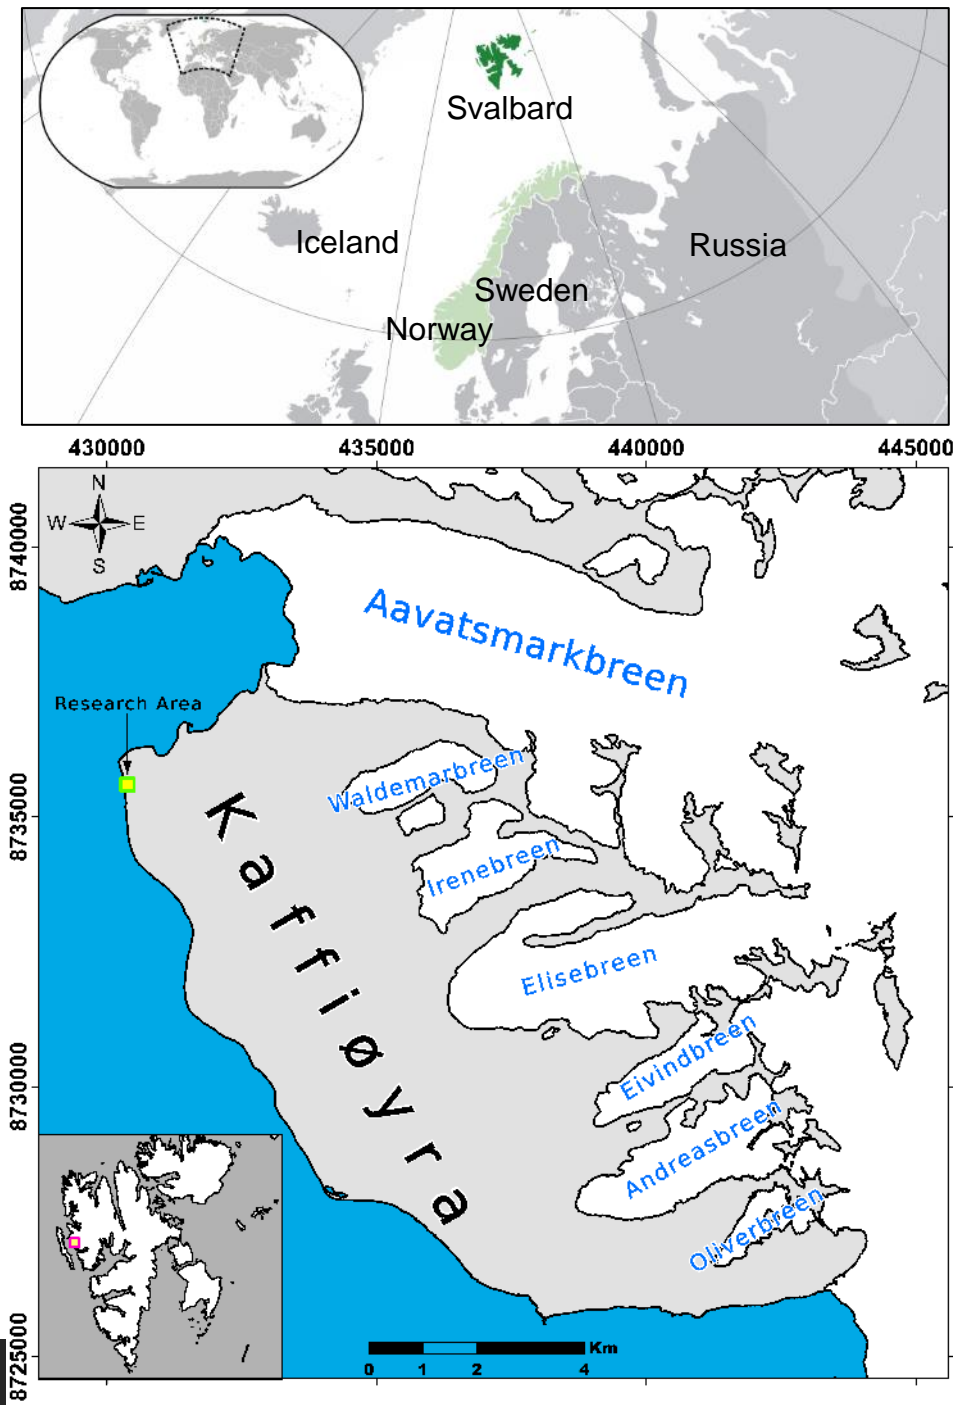 Svalbard
Iceland
Russia
Sweden
Norway
430000
435000
440000
445000
N
W
E
S
8740000
Aavatsmarkbreen
Research Area
Waldemarbreen
8735000
Kaffiøyra
Irenebreen
Elisebreen
Eivindbreen
8730000
Andreasbreen
Oliverbreen
Km
0 1 2 4
8725000